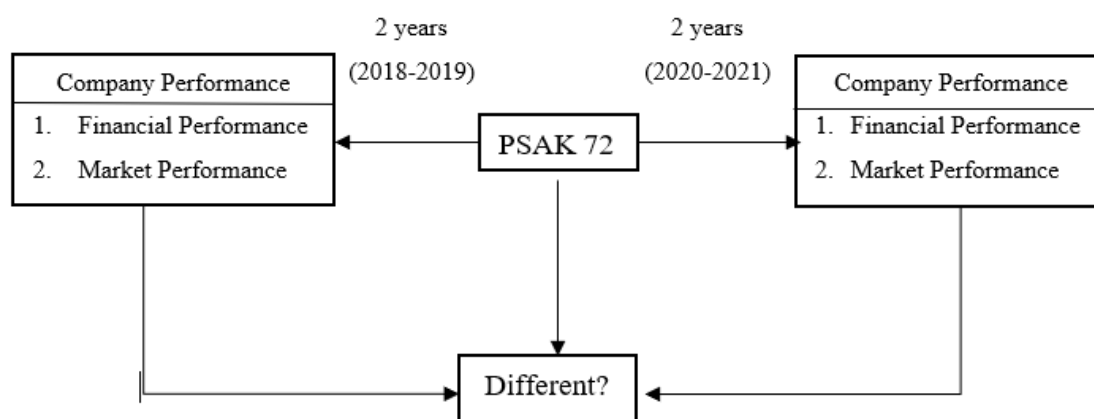 2 years
(2018-2019)
2 years
(2020-2021)
Company Performance
1. Financial Performance
2. Market Performance
PSAK 72
Company Performance
1. Financial Performance
2. Market Performance
Different?